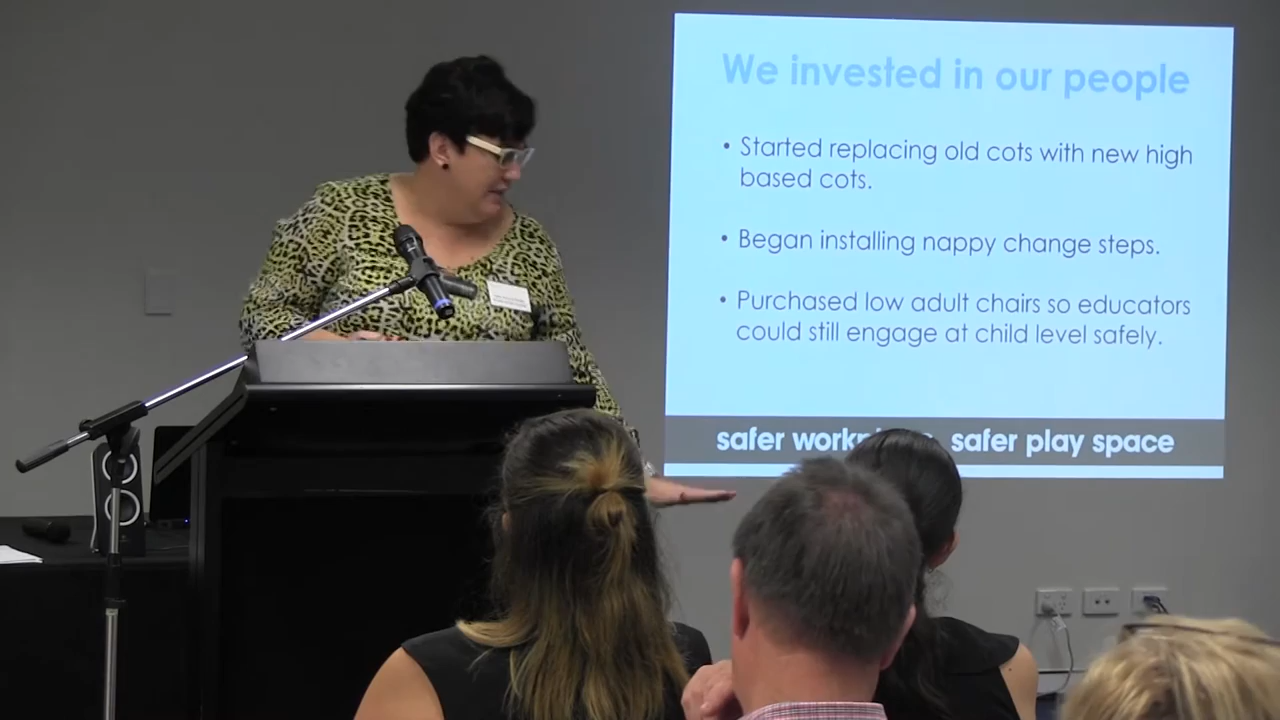 We invested in our people
• Started replacing old cots with new high
based cots.
• Began installing nappy change steps.
• Purchased low adult chairs so educators
could still engage at child level safely.
safer play space